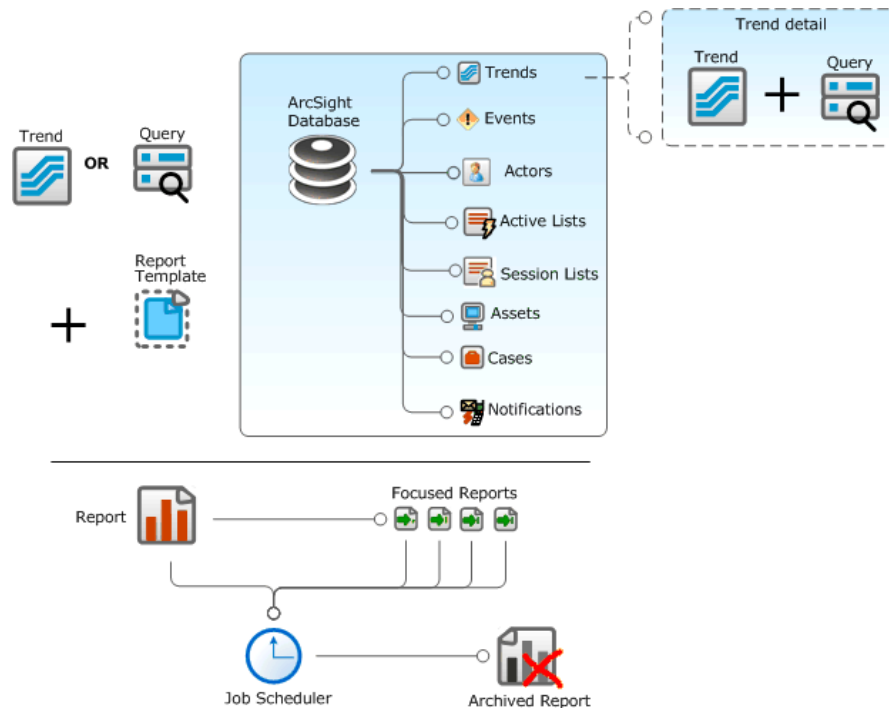 Trend detail
Trend
Query
ArcSight
Database
Trends
Events
Actors
Active Lists
Session Lists
Assets
Cases
Notifications
Trend
OR
Query
Report
Template
Report
Focused Reports
Job Scheduler
Archived Report